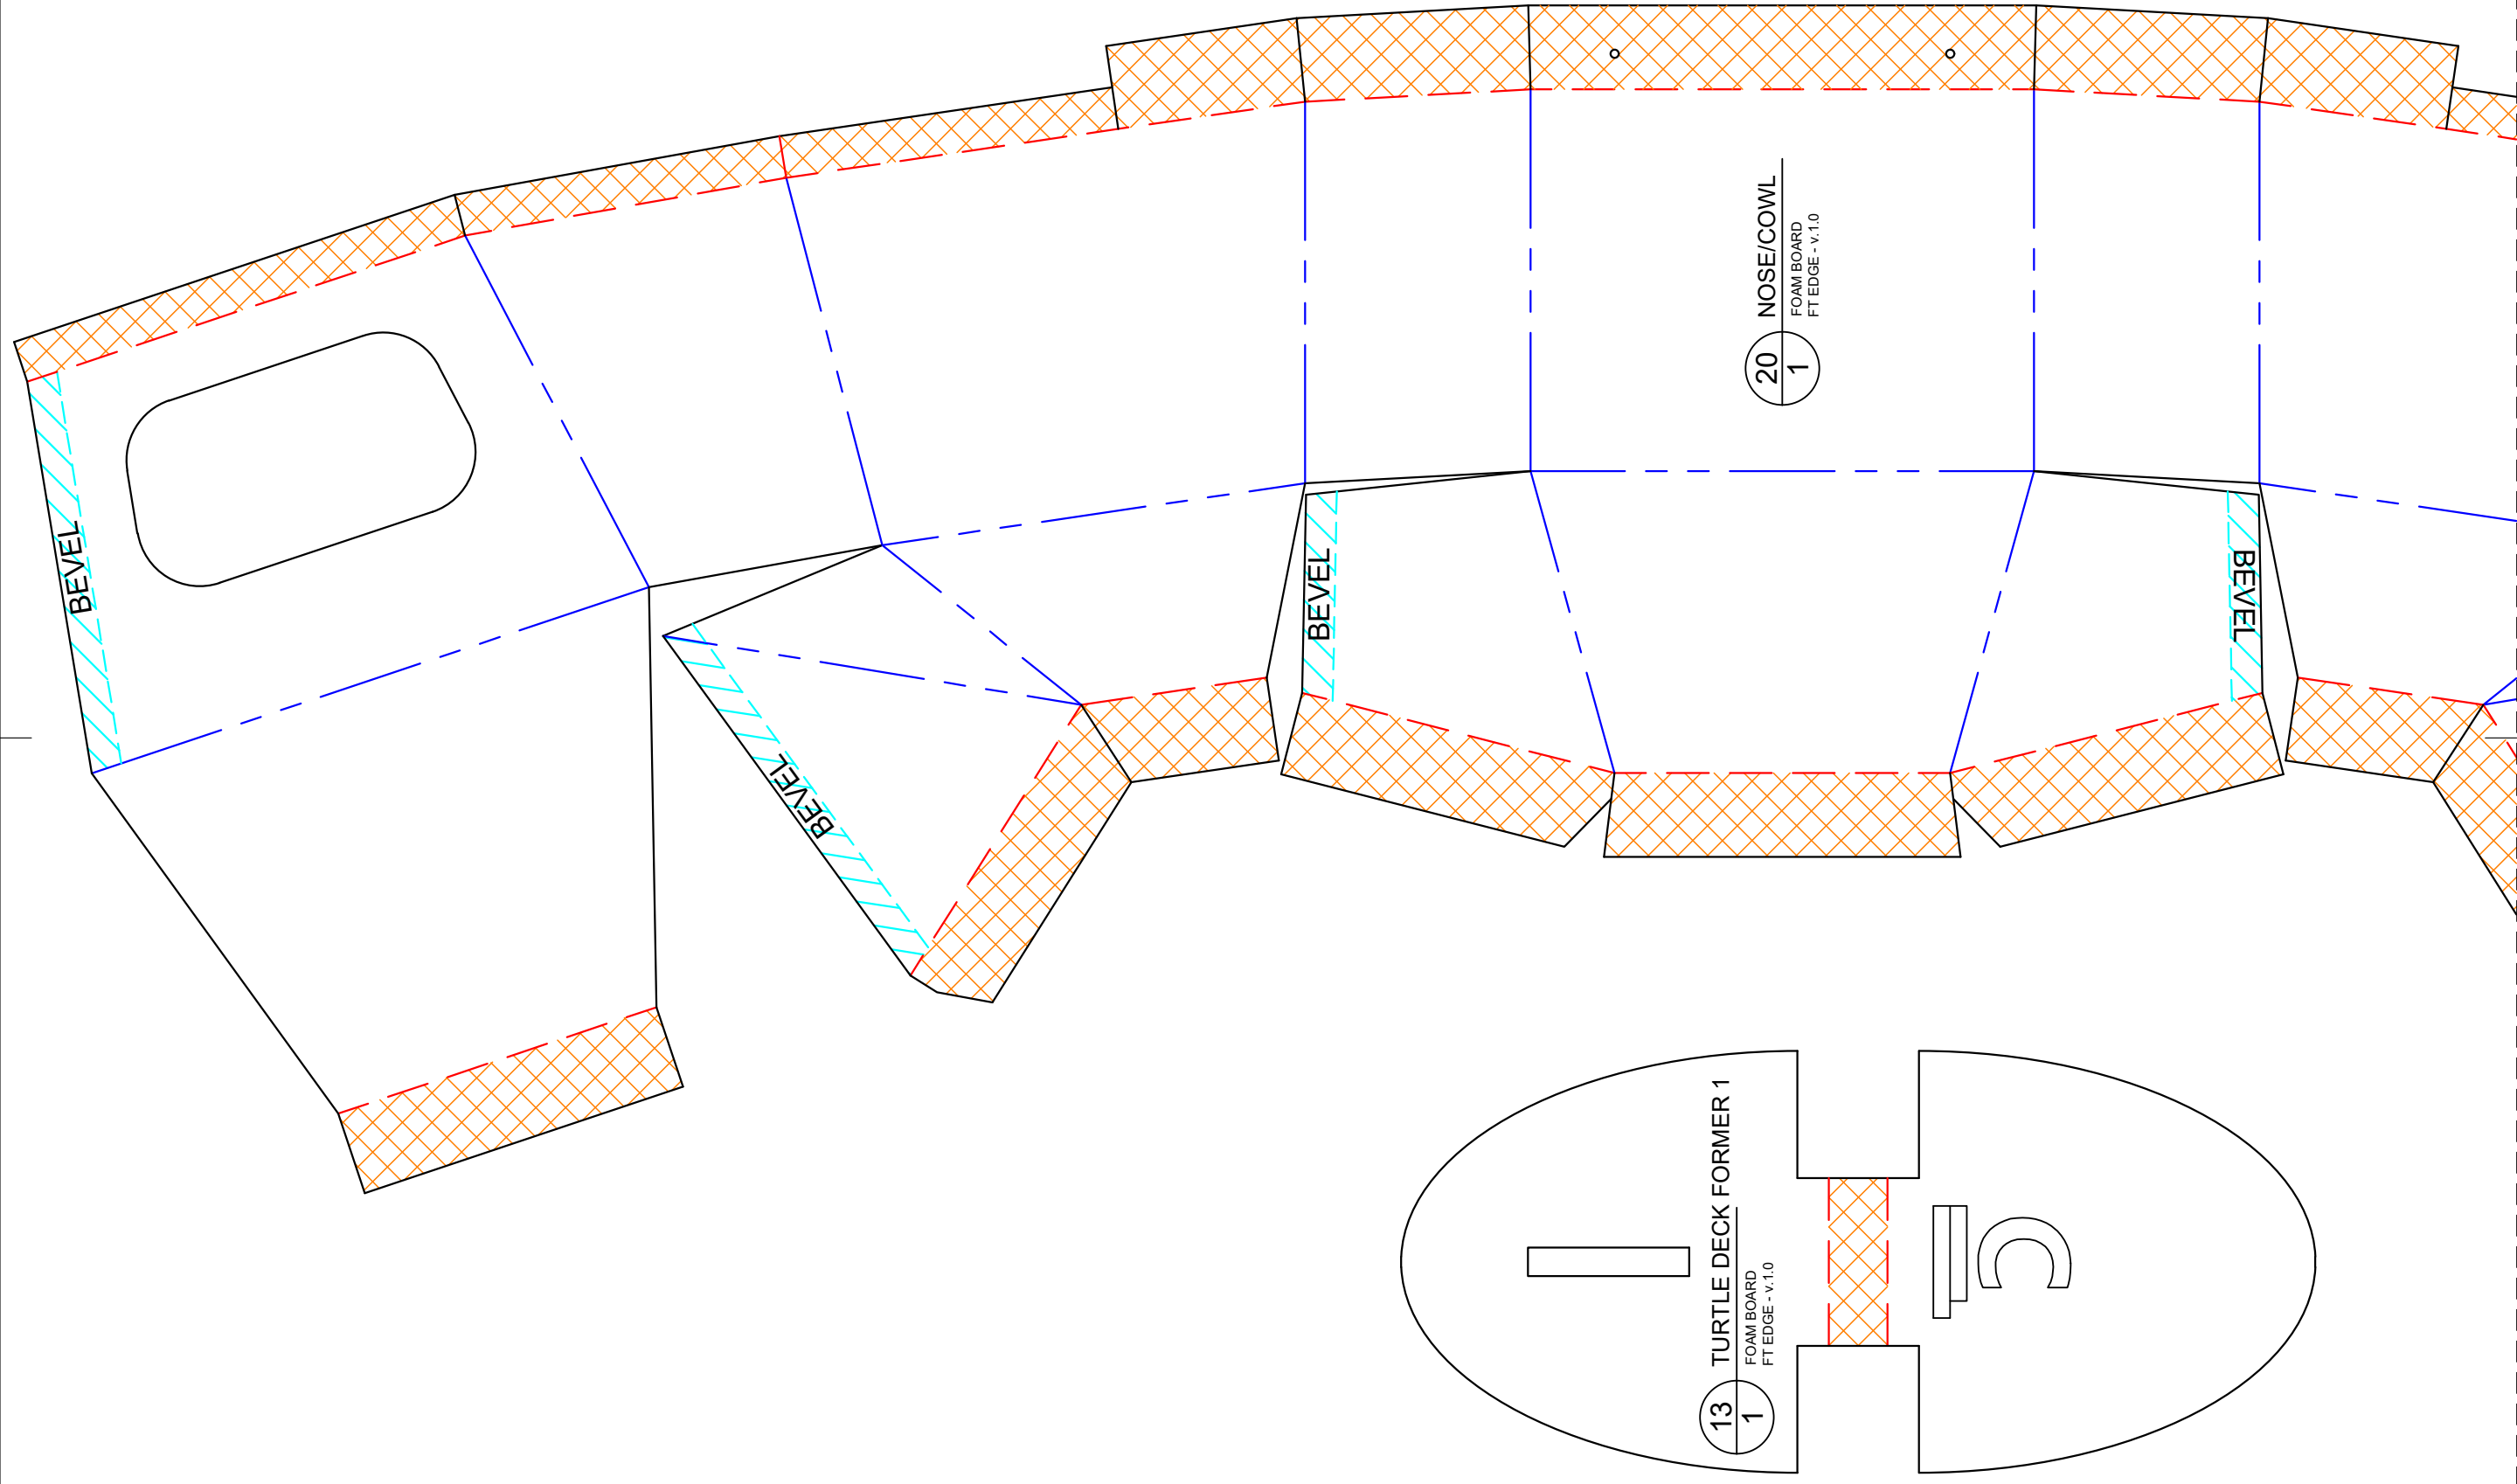 BEVEL
BEVEL
BEVEL
BEVEL
20
1
NOSE/COWL
FOAM BOARD
FT EDGE - v.1.0
13
1
TURTLE DECK FORMER 1
FOAM BOARD
FT EDGE - v.1.0
C